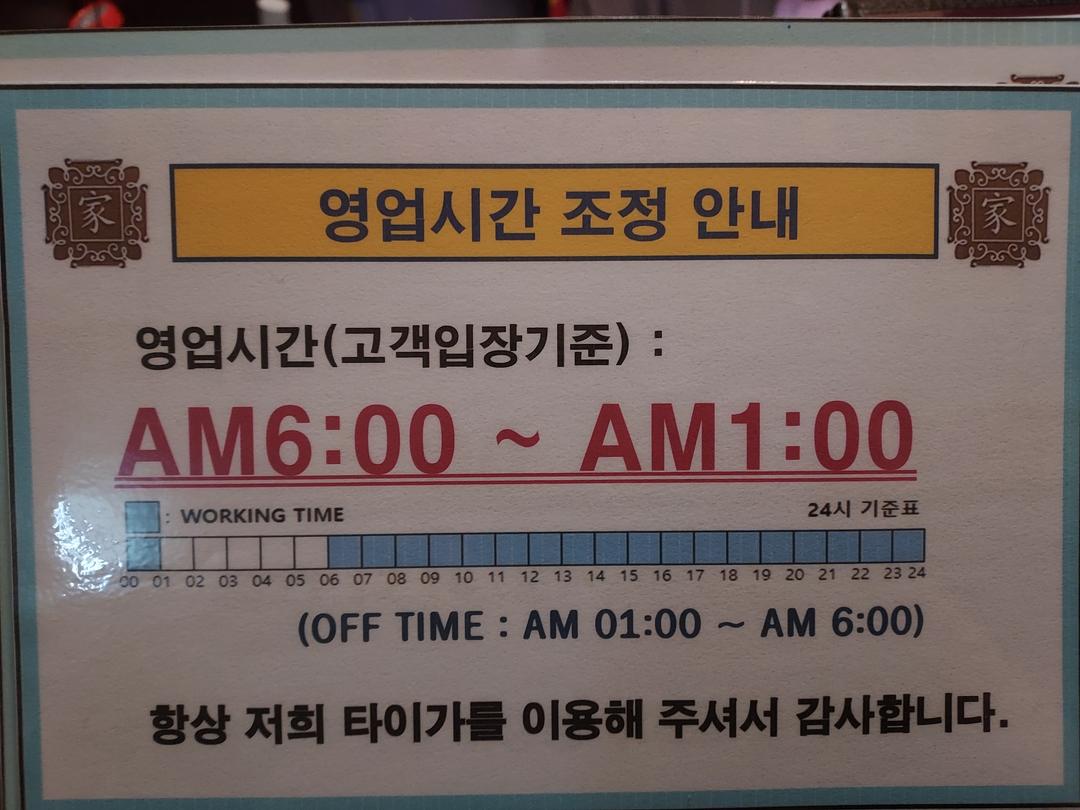 家 영업시간 조정 안내 家
영업시간(고객입장기준) :
AM6:00 ~ AM1:00
: WORKING TIME 24시 기준표
00 01 02 03 04 05 06 07 08 09 10 11 12 13 14 15 16 17 18 19 20 21 22 23 24
(OFF TIME : AM 01:00 ~ AM 6:00)
항상 저희 타이가를 이용해 주셔서 감사합니다.